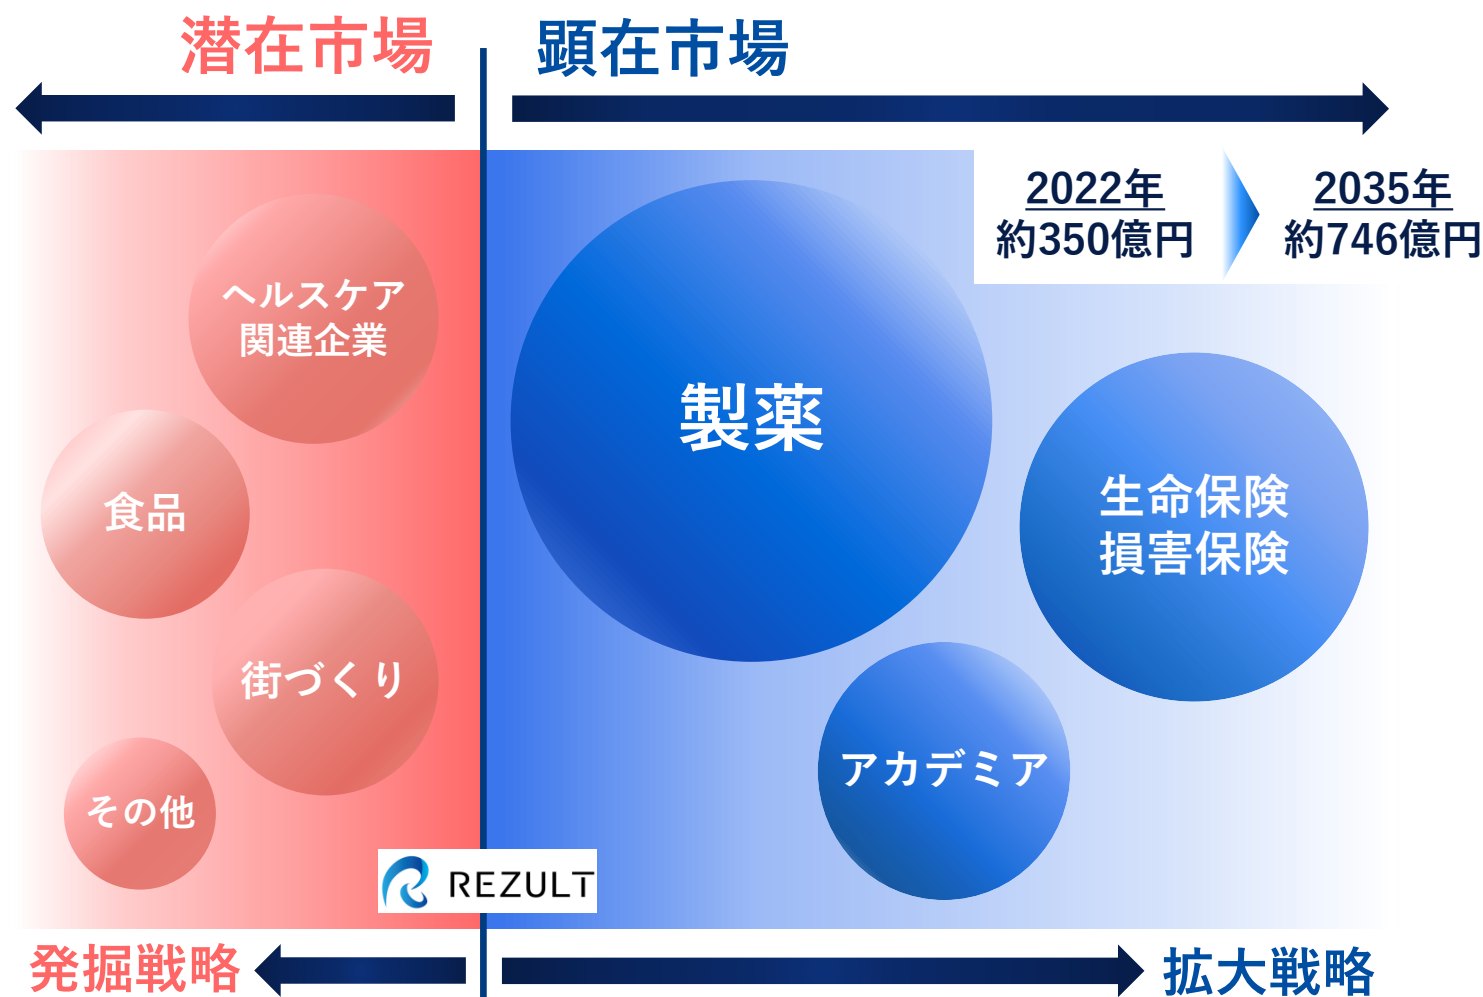 潜在市場
顕在市場
2022年
約350億円
2035年
約746億円
ヘルスケア
関連企業
食品
街づくり
その他
製薬
生命保険
損害保険
アカデミア
REZULT
発掘戦略
拡大戦略